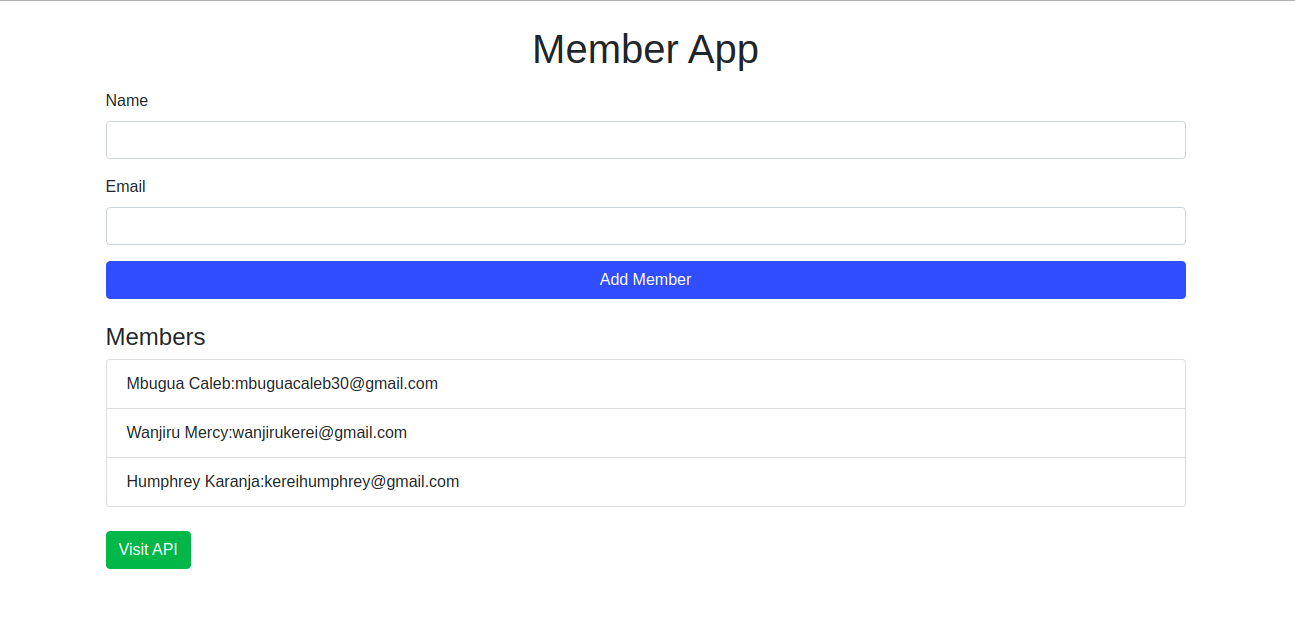 Member App
Name
Email
Add Member
Members
Mbugua Caleb:mbuguacaleb30@gmail.com
Wanjiru Mercy:wanjirukerei@gmail.com
Humphrey Karanja:kereihumphrey@gmail.com
Visit API